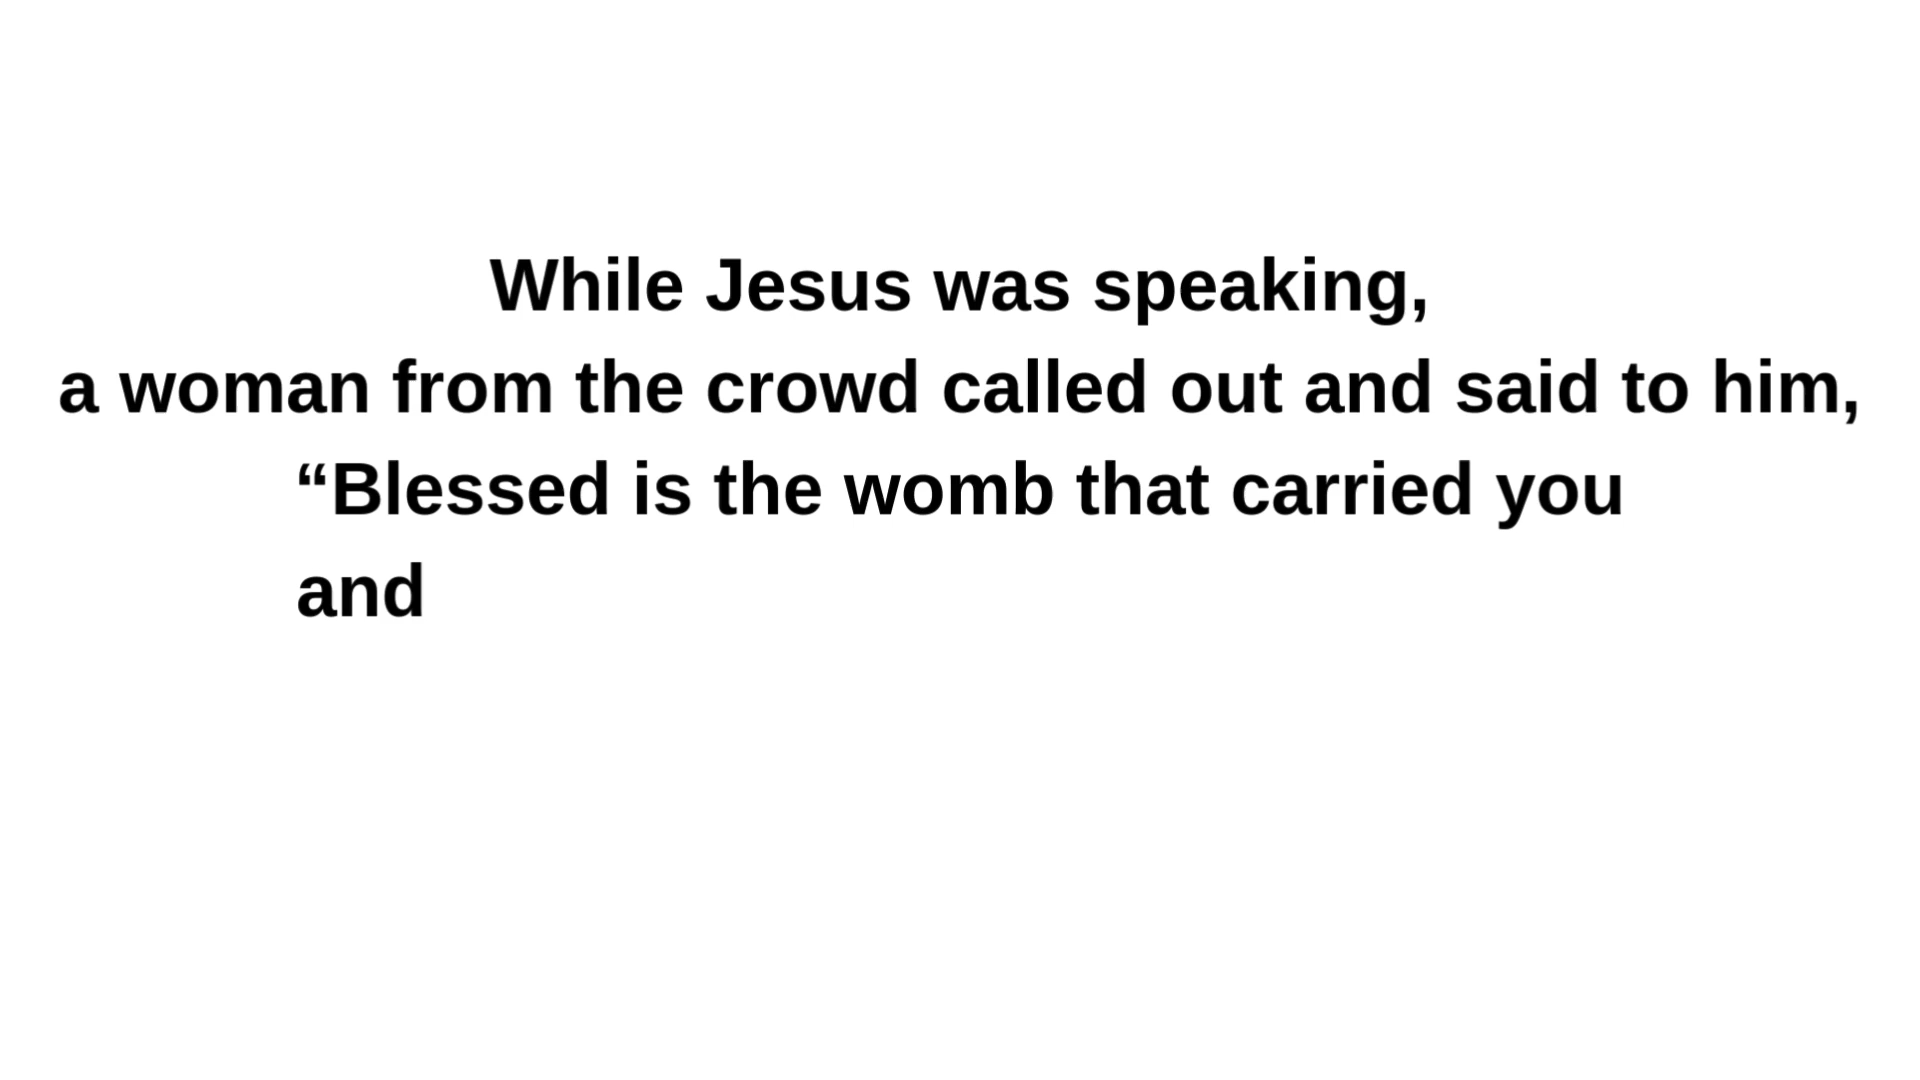 While Jesus was speaking,
a woman from the crowd called out and said to him,
“Blessed is the womb that carried you
and